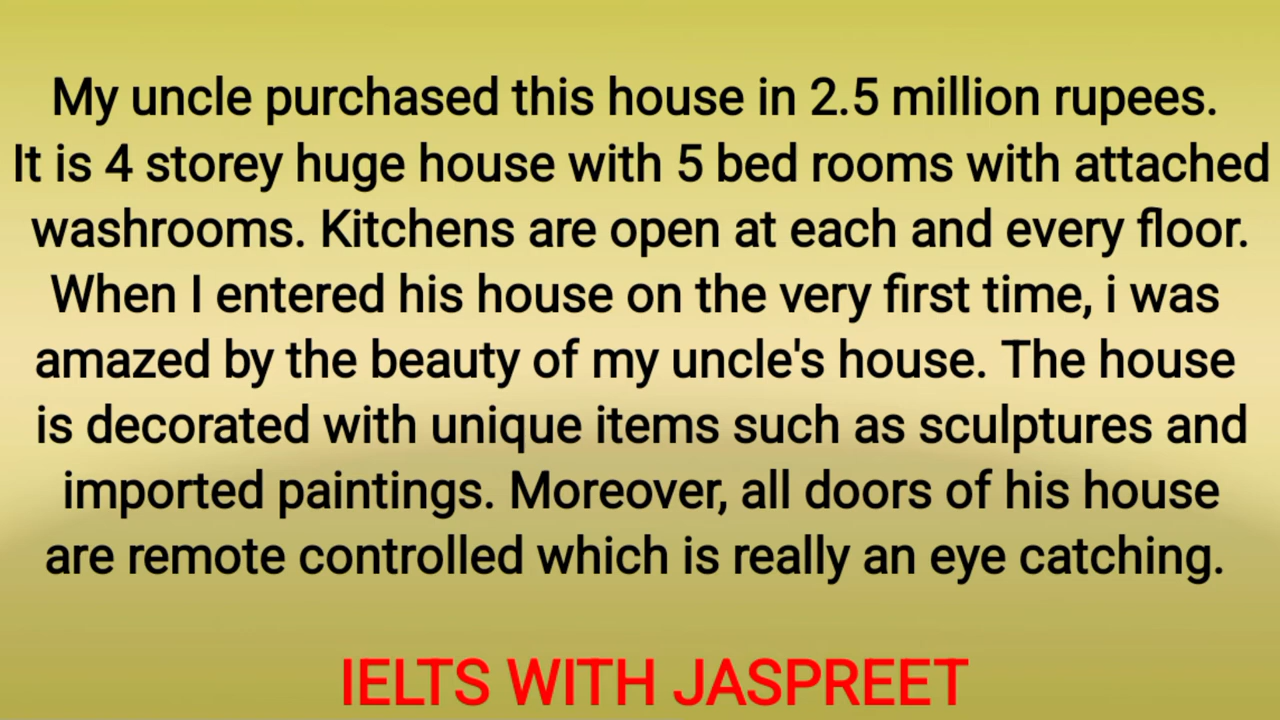 My uncle purchased this house in 2.5 million rupees.
It is 4 storey huge house with 5 bed rooms with attached
washrooms. Kitchens are open at each and every floor.
When I entered his house on the very first time, i was
amazed by the beauty of my uncle's house. The house
is decorated with unique items such as sculptures and
imported paintings. Moreover, all doors of his house
are remote controlled which is really an eye catching.
IELTS WITH JASPREET